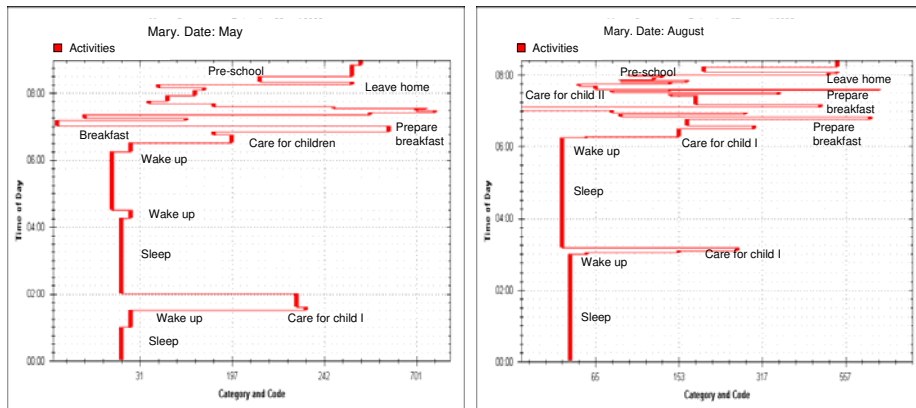 Mary. Date: May
Activities
Pre-school
Leave home
08:00
Breakfast
Care for children
Prepare
breakfast
06:00
Wake up
Time of Day
Wake up
04:00
Sleep
02:00
Wake up
Care for child I
Sleep
00:00
31 197 242 701
Category and Code
Mary. Date: August
Activities
08:00
Pre-school
Leave home
Care for child II
Prepare
breakfast
Prepare
breakfast
06:00
Wake up
Care for child I
Time of Day
Sleep
04:00
Wake up
Care for child I
02:00
Sleep
00:00
65 153 317 557
Category and Code